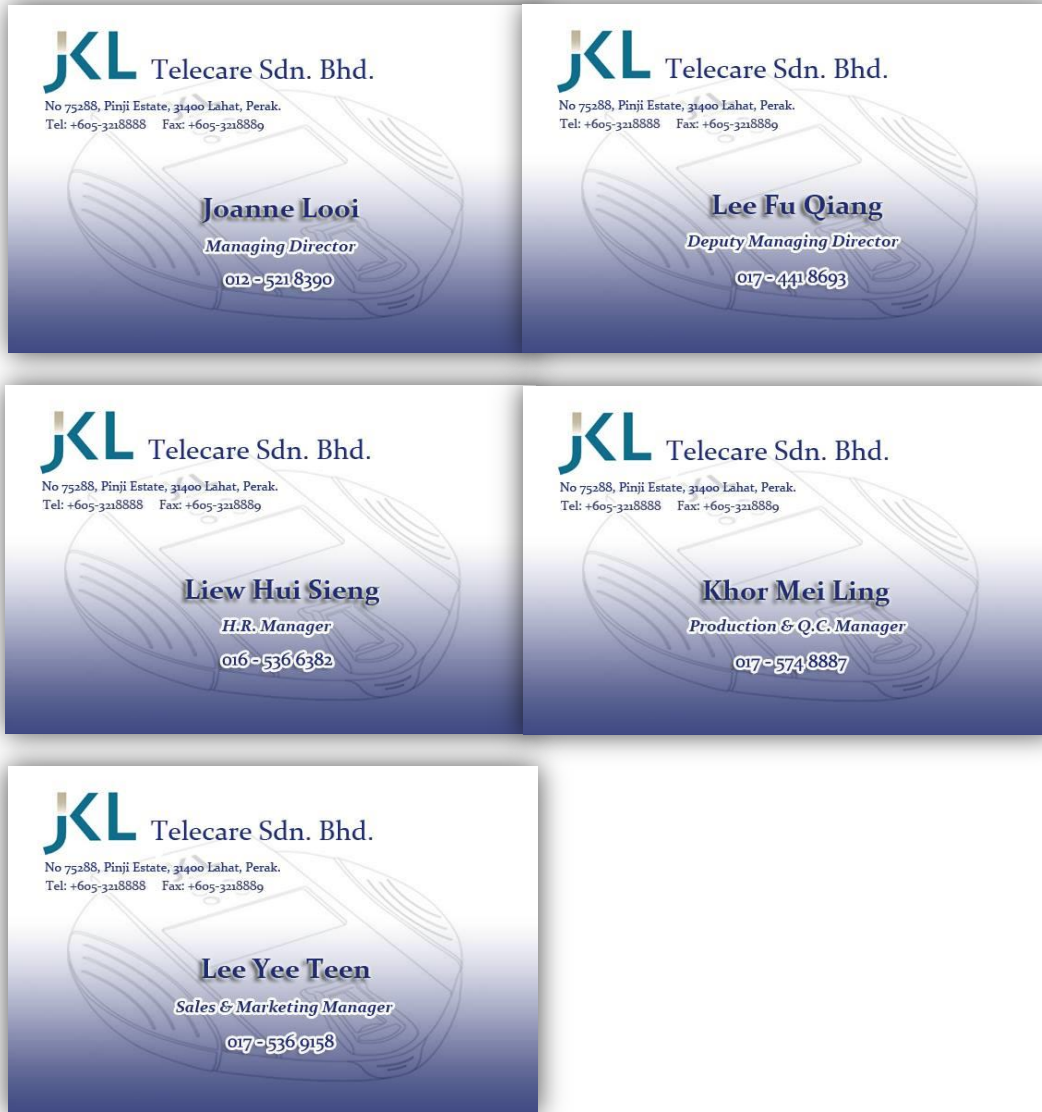 JKL Telecare Sdn. Bhd.
No 75288, Pinji Estate, 31400 Lahat, Perak.
Tel: +605-3218888 Fax: +605-3218889
Joanne Looi
Managing Director
012 - 521 8390
JKL Telecare Sdn. Bhd.
No 75288, Pinji Estate, 31400 Lahat, Perak.
Tel: +605-3218888 Fax: +605-3218889
Lee Fu Qiang
Deputy Managing Director
017 - 441 8693
JKL Telecare Sdn. Bhd.
No 75288, Pinji Estate, 31400 Lahat, Perak.
Tel: +605-3218888 Fax: +605-3218889
Liew Hui Sieng
H.R. Manager
016 - 536 6382
JKL Telecare Sdn. Bhd.
No 75288, Pinji Estate, 31400 Lahat, Perak.
Tel: +605-3218888 Fax: +605-3218889
Khor Mei Ling
Production & Q.C. Manager
017 - 574 8887
JKL Telecare Sdn. Bhd.
No 75288, Pinji Estate, 31400 Lahat, Perak.
Tel: +605-3218888 Fax: +605-3218889
Lee Yee Teen
Sales & Marketing Manager
017 - 536 9158